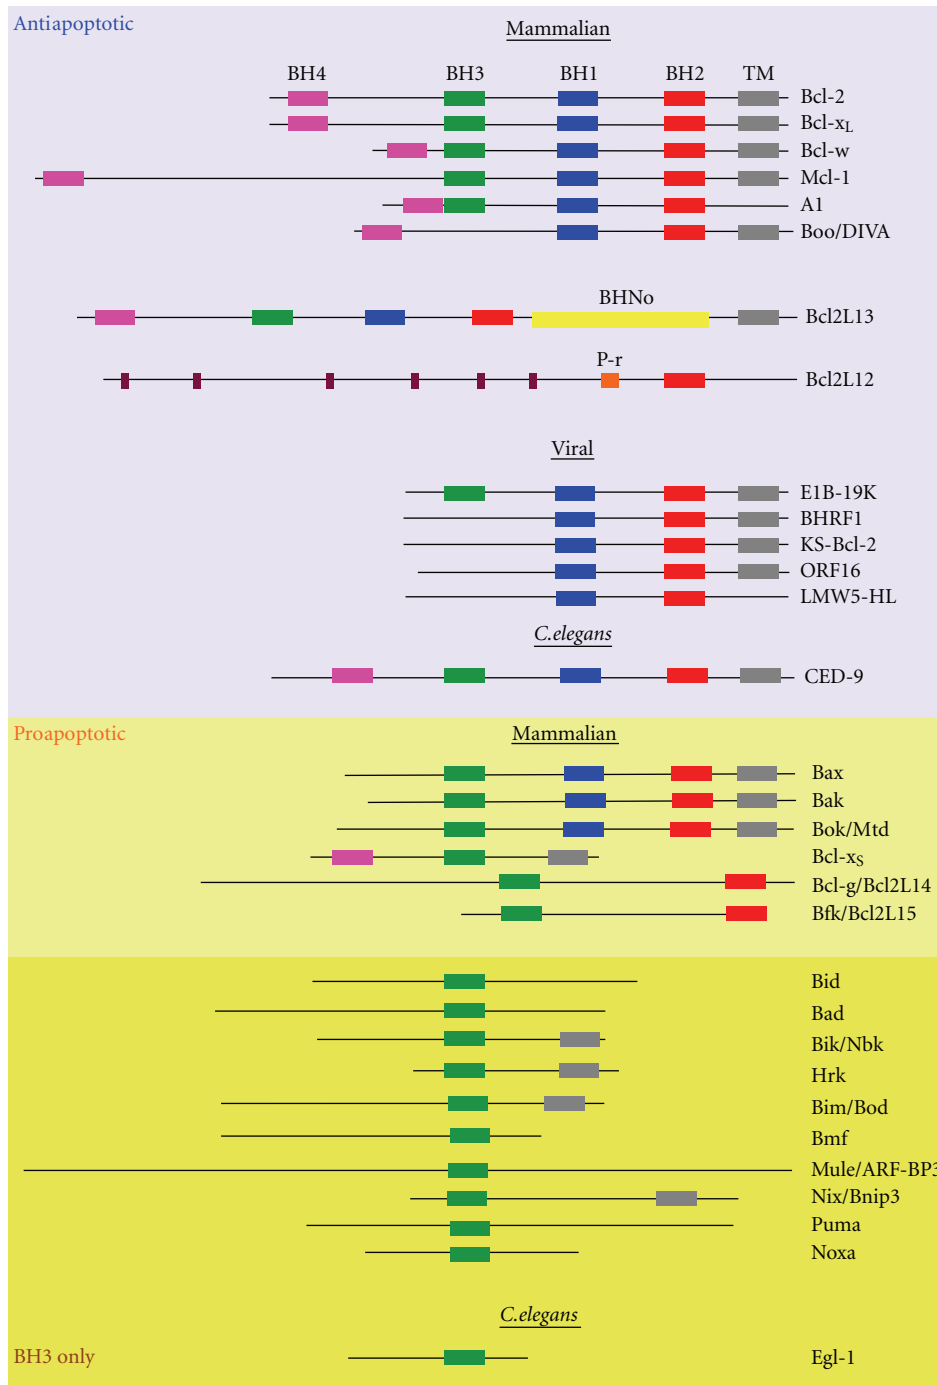 Antiapoptotic
Mammalian
BH4 BH3 BH1 BH2 TM
Bcl-2
Bcl-xL
Bcl-w
Mcl-1
A1
Boo/DIVA
BHNo
Bcl2L13
P-r
Bcl2L12
Viral
E1B-19K
BHRF1
KS-Bcl-2
ORF16
LMW5-HL
C.elegans
CED-9
Proapoptotic
Mammalian
Bax
Bak
Bok/Mtd
Bcl-xS
Bcl-g/Bcl2L14
Bfk/Bcl2L15
Bid
Bad
Bik/Nbk
Hrk
Bim/Bod
Bmf
Mule/ARF-BP3
Nix/Bnip3
Puma
Noxa
C.elegans
BH3 only
Egl-1